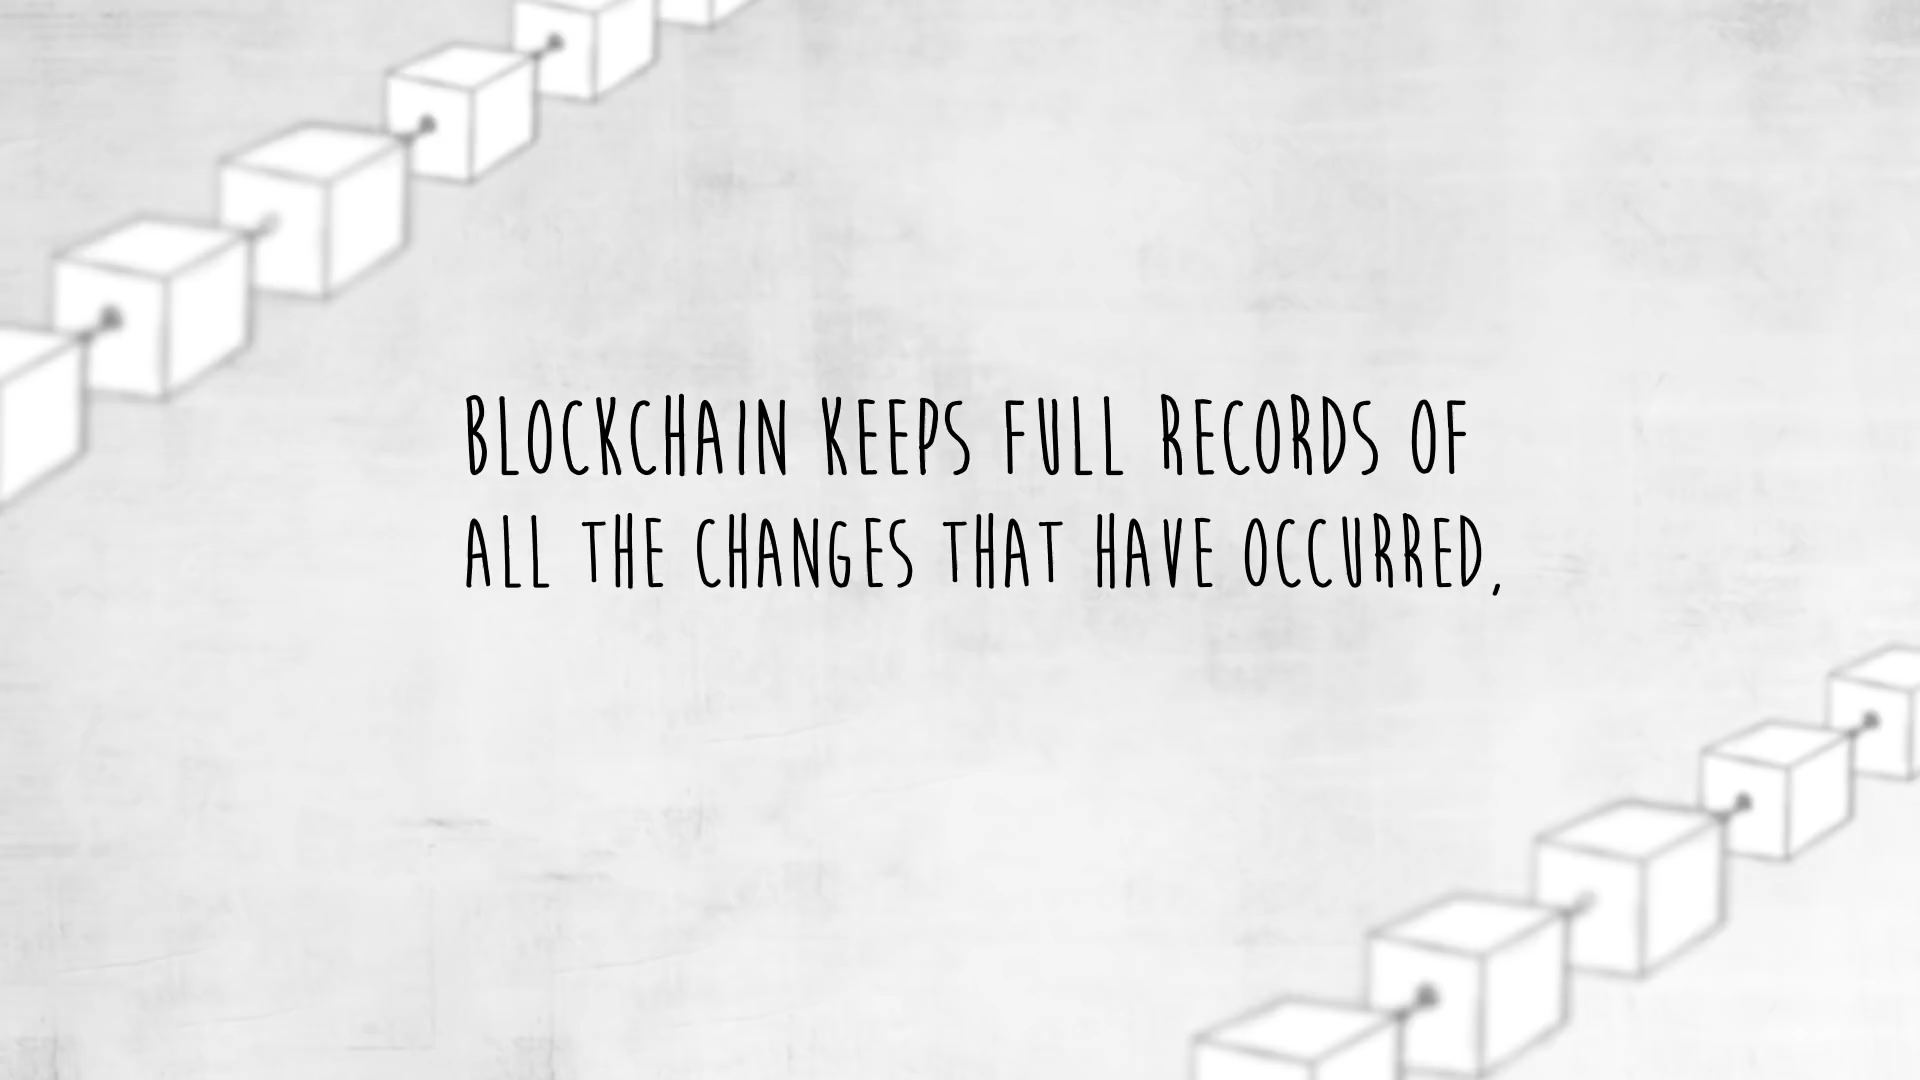 BLOCKCHAIN KEEPS FULL RECORDS OF
ALL THE CHANGES THAT HAVE OCCURRED,